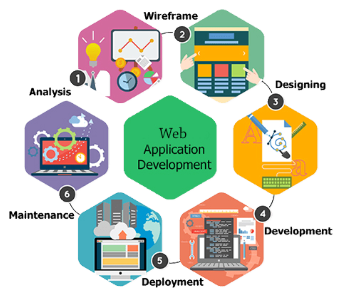 Wireframe
2
1
Analysis
Designing
3
Web
Application
Development
A
a
6
Maintenance
4
Development
5
Deployment